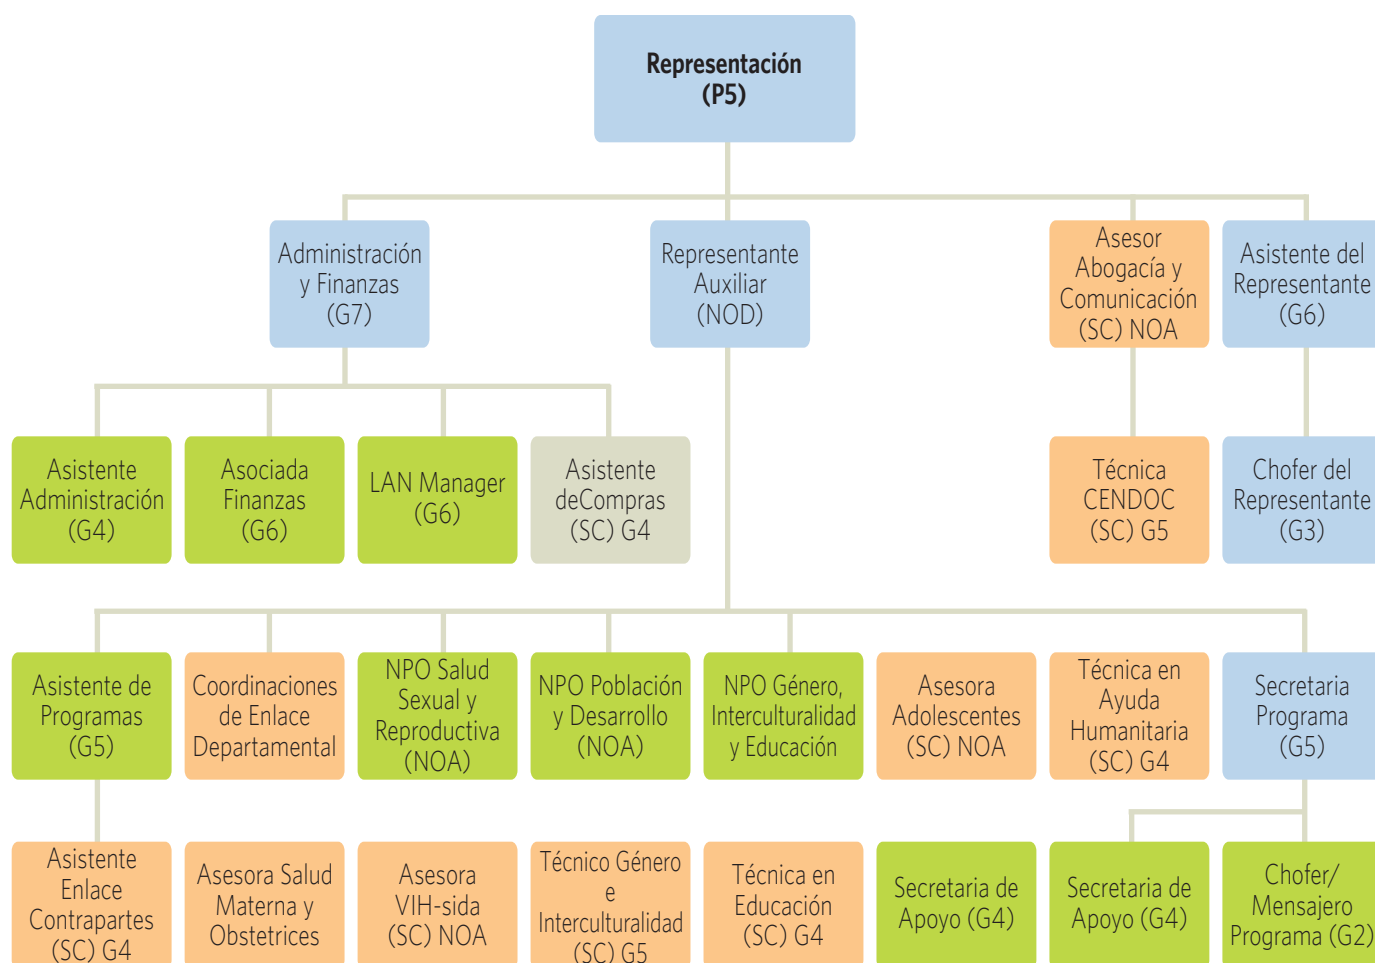 Representación
(P5)
Administración
y Finanzas
(G7)
Representante
Auxiliar
(NOD)
Asesor
Abogacía y
Comunicación
(SC) NOA
Asistente del
Representante
(G6)
Asistente
Administración
(G4)
Asociada
Finanzas
(G6)
LAN Manager
(G6)
Asistente
deCompras
(SC) G4
Técnica
CENDOC
(SC) G5
Chofer del
Representante
(G3)
Asistente de
Programas
(G5)
Coordinaciones
de Enlace
Departamental
NPO Salud
Sexual y
Reproductiva
(NOA)
NPO Población
y Desarrollo
(NOA)
NPO Género,
Interculturalidad
y Educación
Asesora
Adolescentes
(SC) NOA
Técnica en
Ayuda
Humanitaria
(SC) G4
Secretaria
Programa
(G5)
Asistente
Enlace
Contrapartes
(SC) G4
Asesora Salud
Materna y
Obstetrices
Asesora
VIH-sida
(SC) NOA
Técnico Género
e
Interculturalidad
(SC) G5
Técnica en
Educación
(SC) G4
Secretaria de
Apoyo (G4)
Secretaria de
Apoyo (G4)
Chofer/
Mensajero
Programa (G2)